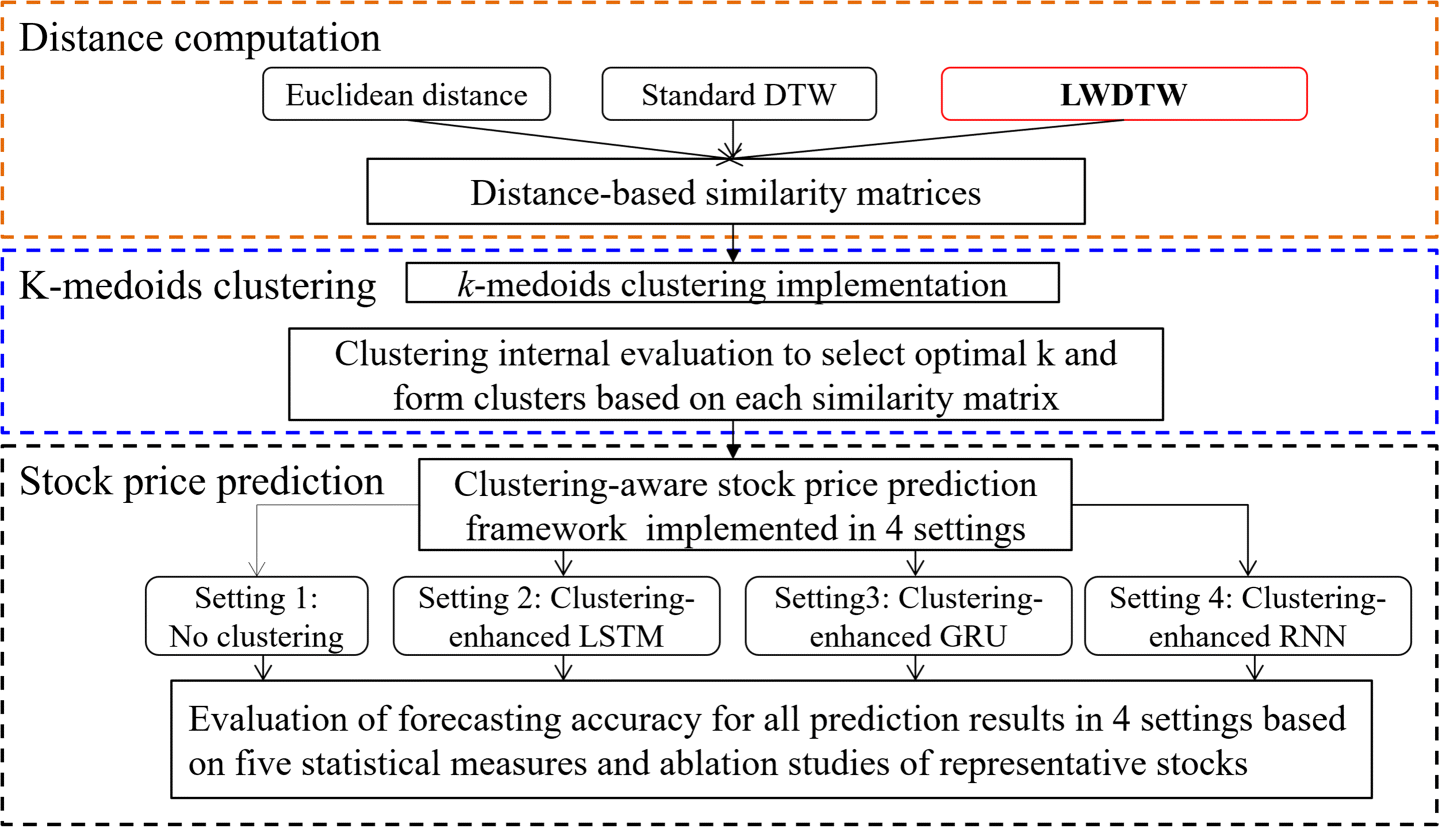 Distance computation
Euclidean distance
Standard DTW
LWDTW
Distance-based similarity matrices
K-medoids clustering
k-medoids clustering implementation
Clustering internal evaluation to select optimal k and
form clusters based on each similarity matrix
Stock price prediction
Clustering-aware stock price prediction
framework implemented in 4 settings
Setting 1:
No clustering
Setting 2: Clustering-
enhanced LSTM
Setting3: Clustering-
enhanced GRU
Setting 4: Clustering-
enhanced RNN
Evaluation of forecasting accuracy for all prediction results in 4 settings based
on five statistical measures and ablation studies of representative stocks